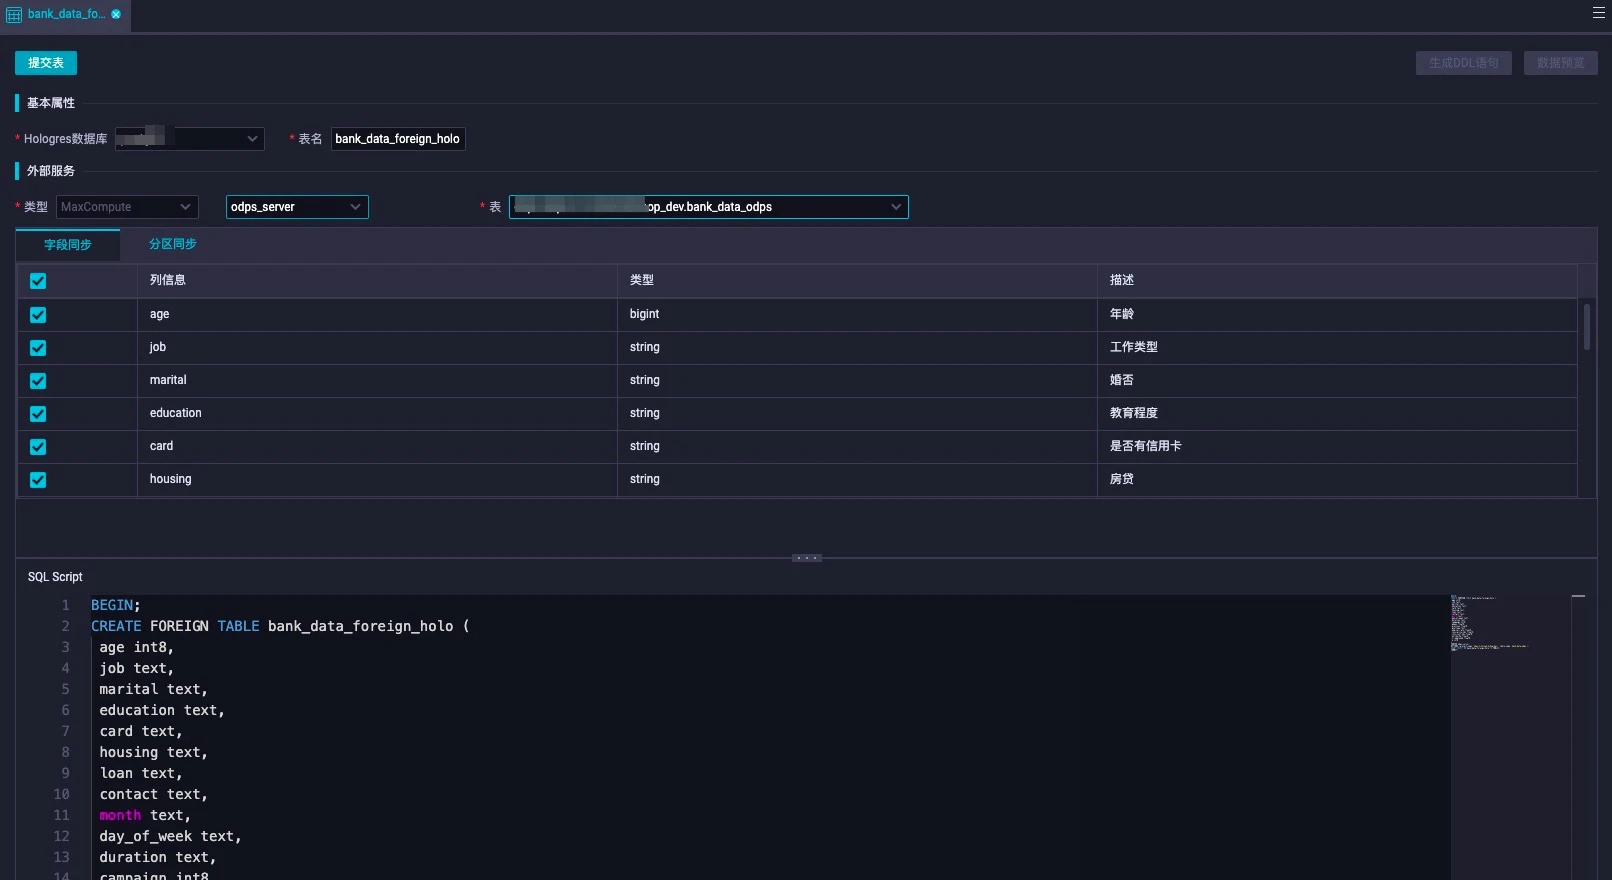 bank_data_fo...
提交表
生成DDL语句
数据预览
基本属性
* Hologres数据库
* 表名 bank_data_foreign_holo
外部服务
* 类型 MaxCompute odps_server * 表 op_dev.bank_data_odps
字段同步 分区同步
列信息 类型 描述
age bigint 年龄
job string 工作类型
marital string 婚否
education string 教育程度
card string 是否有信用卡
housing string 房贷
SQL Script
1 BEGIN;
2 CREATE FOREIGN TABLE bank_data_foreign_holo (
3 age int8,
4 job text,
5 marital text,
6 education text,
7 card text,
8 housing text,
9 loan text,
10 contact text,
11 month text,
12 day_of_week text,
13 duration text,
14 campaign int8